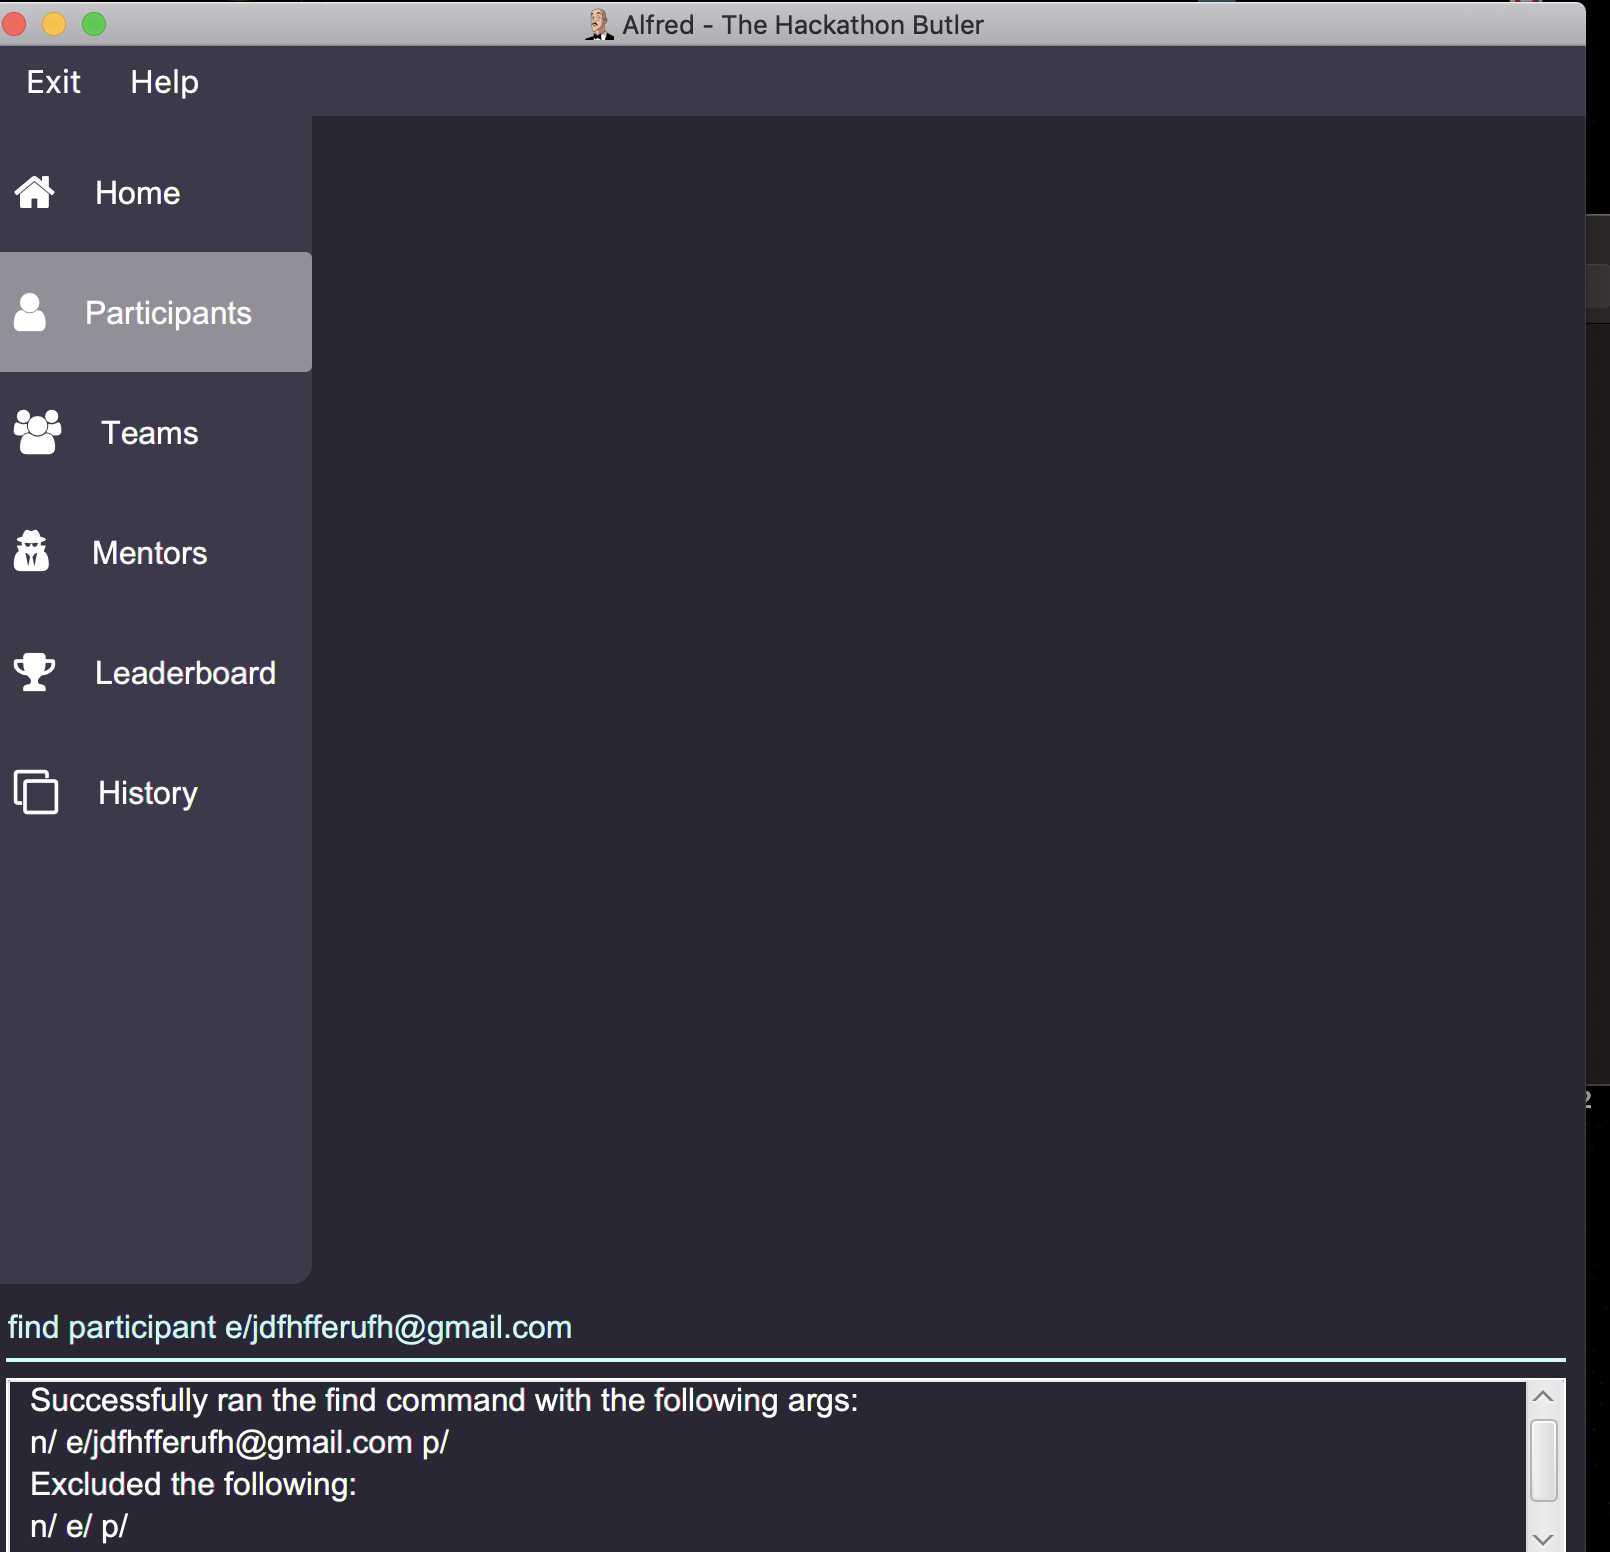 Alfred - The Hackathon Butler
Exit Help
Home
Participants
Teams
Mentors
Leaderboard
History
2
find participant e/jdfhfferufh@gmail.com
Successfully ran the find command with the following args:
n/ e/jdfhfferufh@gmail.com p/
Excluded the following:
n/ e/ p/